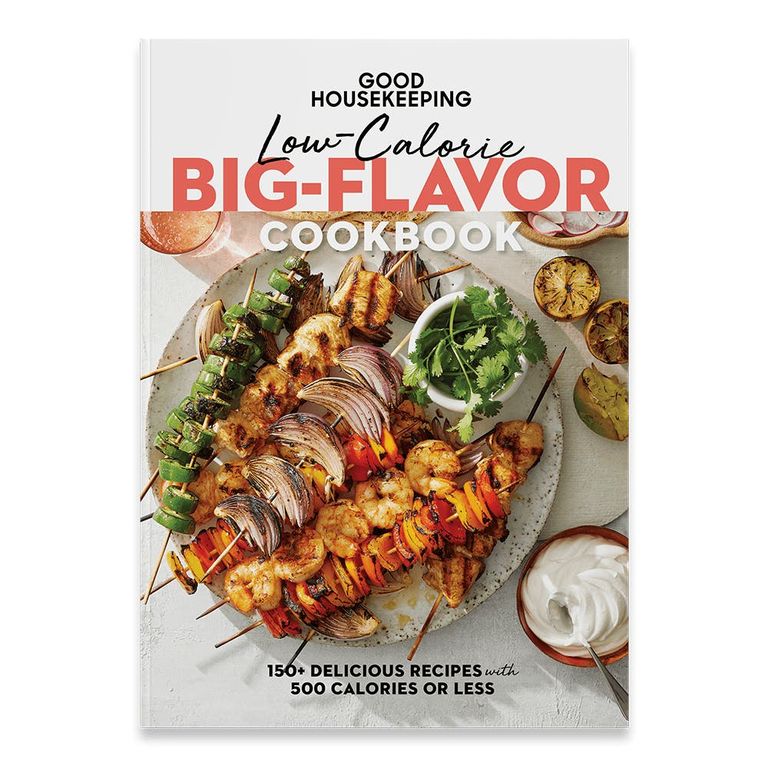 GOOD
HOUSEKEEPING
Low-Calorie
BIG-FLAVOR
COOKBOOK
150+ DELICIOUS RECIPES with
500 CALORIES OR LESS